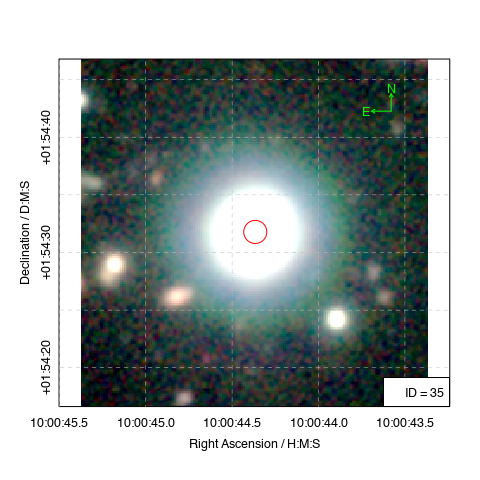 N
E
+01:54:40
+01:54:30
+01:54:20
Declination / D:M:S
ID = 35
10:00:45.5 10:00:45.0 10:00:44.5 10:00:44.0 10:00:43.5
Right Ascension / H:M:S